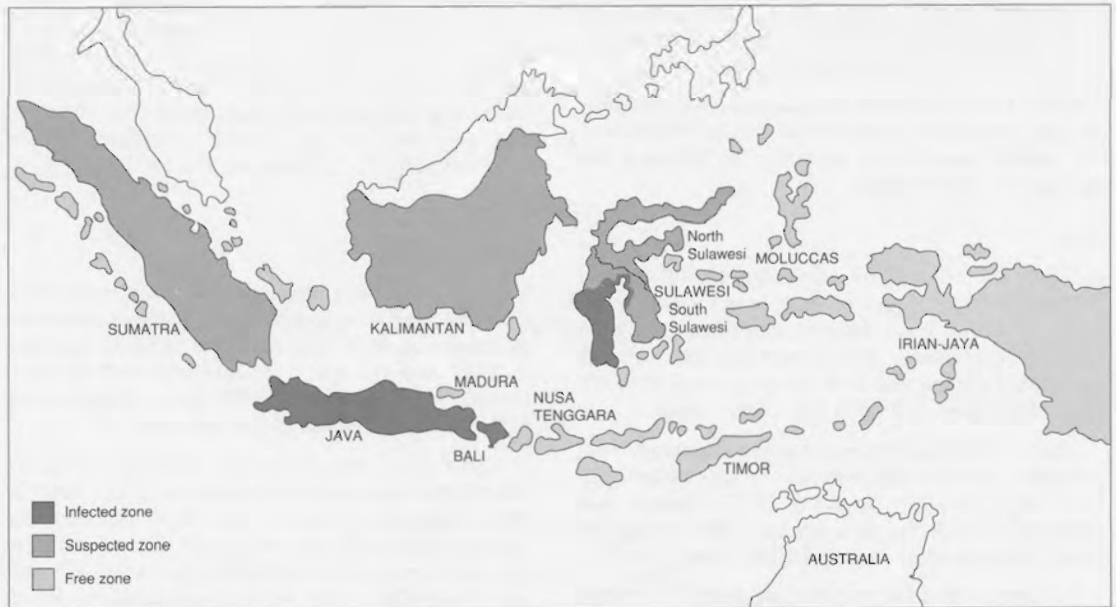 North
Sulawesi
MOLUCCAS
SULAWESI
South
Sulawesi
SUMATRA
KALIMANTAN
IRIAN-JAYA
MADURA
NUSA
TENGGARA
JAVA
BALI
TIMOR
Infected zone
Suspected zone
Free zone
AUSTRALIA